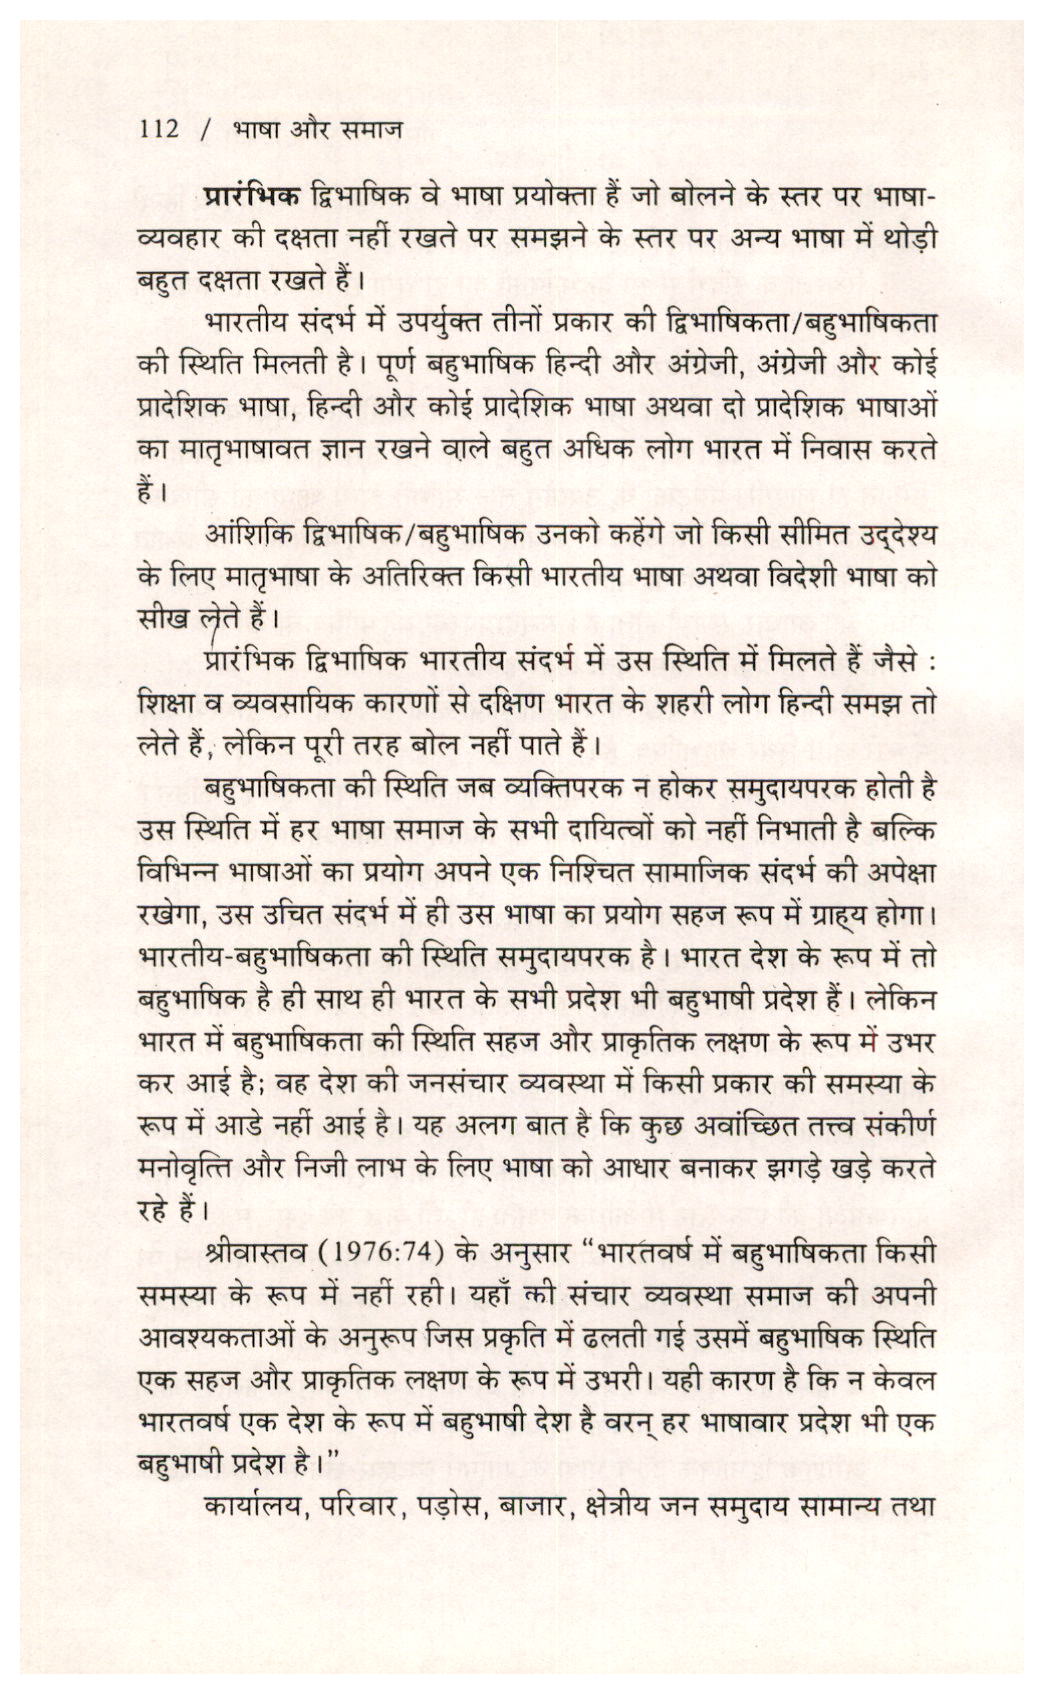 112 / भाषा और समाज
प्रारंभिक द्विभाषिक वे भाषा प्रयोक्ता हैं जो बोलने के स्तर पर भाषा-
व्यवहार की दक्षता नहीं रखते पर समझने के स्तर पर अन्य भाषा में थोड़ी
बहुत दक्षता रखते हैं।
भारतीय संदर्भ में उपर्युक्त तीनों प्रकार की द्विभाषिकता/बहुभाषिकता
की स्थिति मिलती है। पूर्ण बहुभाषिक हिन्दी और अंग्रेजी, अंग्रेजी और कोई
प्रादेशिक भाषा, हिन्दी और कोई प्रादेशिक भाषा अथवा दो प्रादेशिक भाषाओं
का मातृभाषावत ज्ञान रखने वाले बहुत अधिक लोग भारत में निवास करते
हैं।
आंशिकि द्विभाषिक/बहुभाषिक उनको कहेंगे जो किसी सीमित उद्‌देश्य
के लिए मातृभाषा के अतिरिक्त किसी भारतीय भाषा अथवा विदेशी भाषा को
सीख लेते हैं।
प्रारंभिक द्विभाषिक भारतीय संदर्भ में उस स्थिति में मिलते हैं जैसे :
शिक्षा व व्यवसायिक कारणों से दक्षिण भारत के शहरी लोग हिन्दी समझ तो
लेते हैं, लेकिन पूरी तरह बोल नहीं पाते हैं।
बहुभाषिकता की स्थिति जब व्यक्तिपरक न होकर समुदायपरक होती है
उस स्थिति में हर भाषा समाज के सभी दायित्वों को नहीं निभाती है बल्कि
विभिन्न भाषाओं का प्रयोग अपने एक निश्चित सामाजिक संदर्भ की अपेक्षा
रखेगा, उस उचित संदर्भ में ही उस भाषा का प्रयोग सहज रूप में ग्राह्‌य होगा।
भारतीय-बहुभाषिकता की स्थिति समुदायपरक है। भारत देश के रूप में तो
बहुभाषिक है ही साथ ही भारत के सभी प्रदेश भी बहुभाषी प्रदेश हैं। लेकिन
भारत में बहुभाषिकता की स्थिति सहज और प्राकृतिक लक्षण के रूप में उभर
कर आई है; वह देश की जनसंचार व्यवस्था में किसी प्रकार की समस्या के
रूप में आडे नहीं आई है। यह अलग बात है कि कुछ अवांच्छित तत्त्व संकीर्ण
मनोवृत्ति और निजी लाभ के लिए भाषा को आधार बनाकर झगड़े खड़े करते
रहे हैं।
श्रीवास्तव (1976:74) के अनुसार “भारतवर्ष में बहुभाषिकता किसी
समस्या के रूप में नहीं रही। यहाँ की संचार व्यवस्था समाज की अपनी
आवश्यकताओं के अनुरूप जिस प्रकृति में ढलती गई उसमें बहुभाषिक स्थिति
एक सहज और प्राकृतिक लक्षण के रूप में उभरी। यही कारण है कि न केवल
भारतवर्ष एक देश के रूप में बहुभाषी देश है वरन् हर भाषावार प्रदेश भी एक
बहुभाषी प्रदेश है।”
कार्यालय, परिवार, पड़ोस, बाजार, क्षेत्रीय जन समुदाय सामान्य तथा